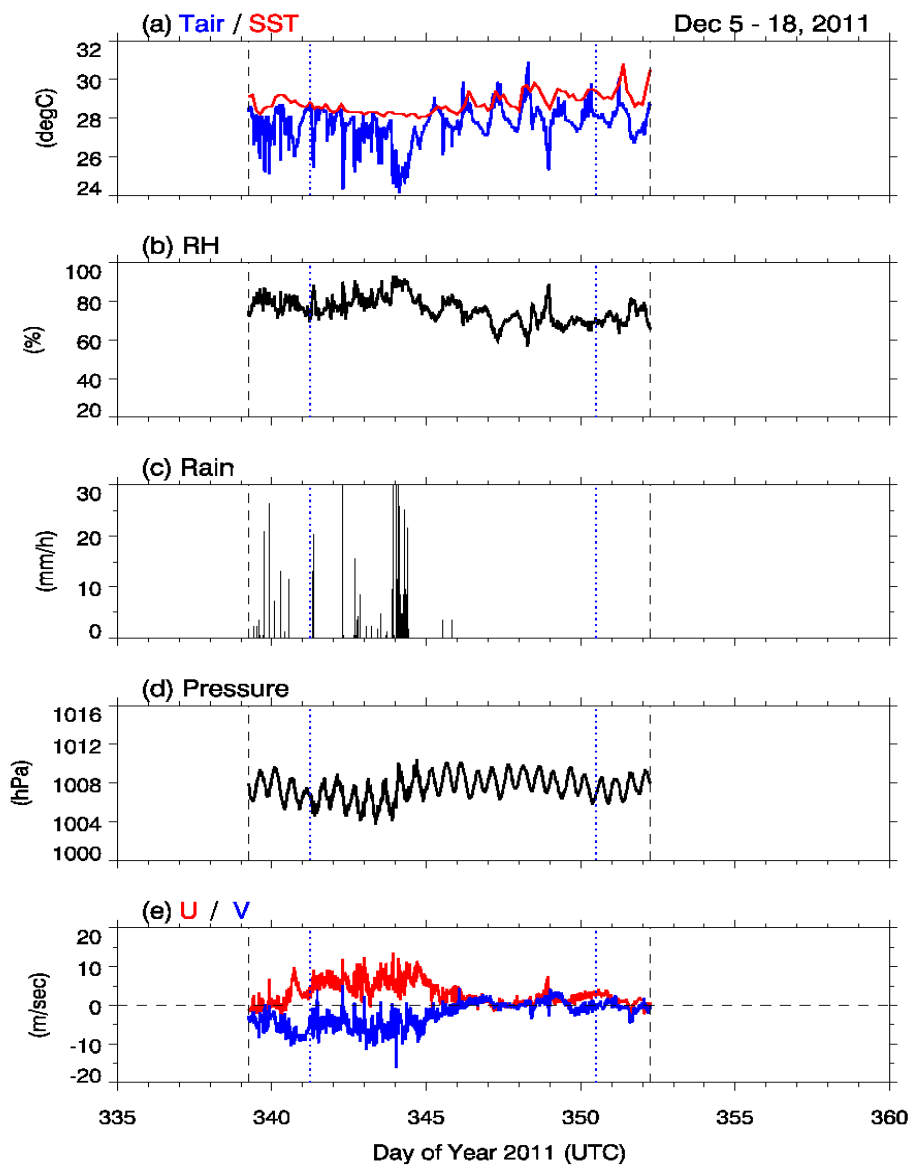 (a) Tair / SST Dec 5 - 18, 2011
32
30
28
26
24
(degC)
(b) RH
100
80
60
40
20
(%)
(c) Rain
30
20
10
0
(mm/h)
(d) Pressure
1016
1012
1008
1004
1000
(hPa)
(e) U / V
20
10
0
-10
-20
(m/sec)
335 340 345 350 355 360
Day of Year 2011 (UTC)